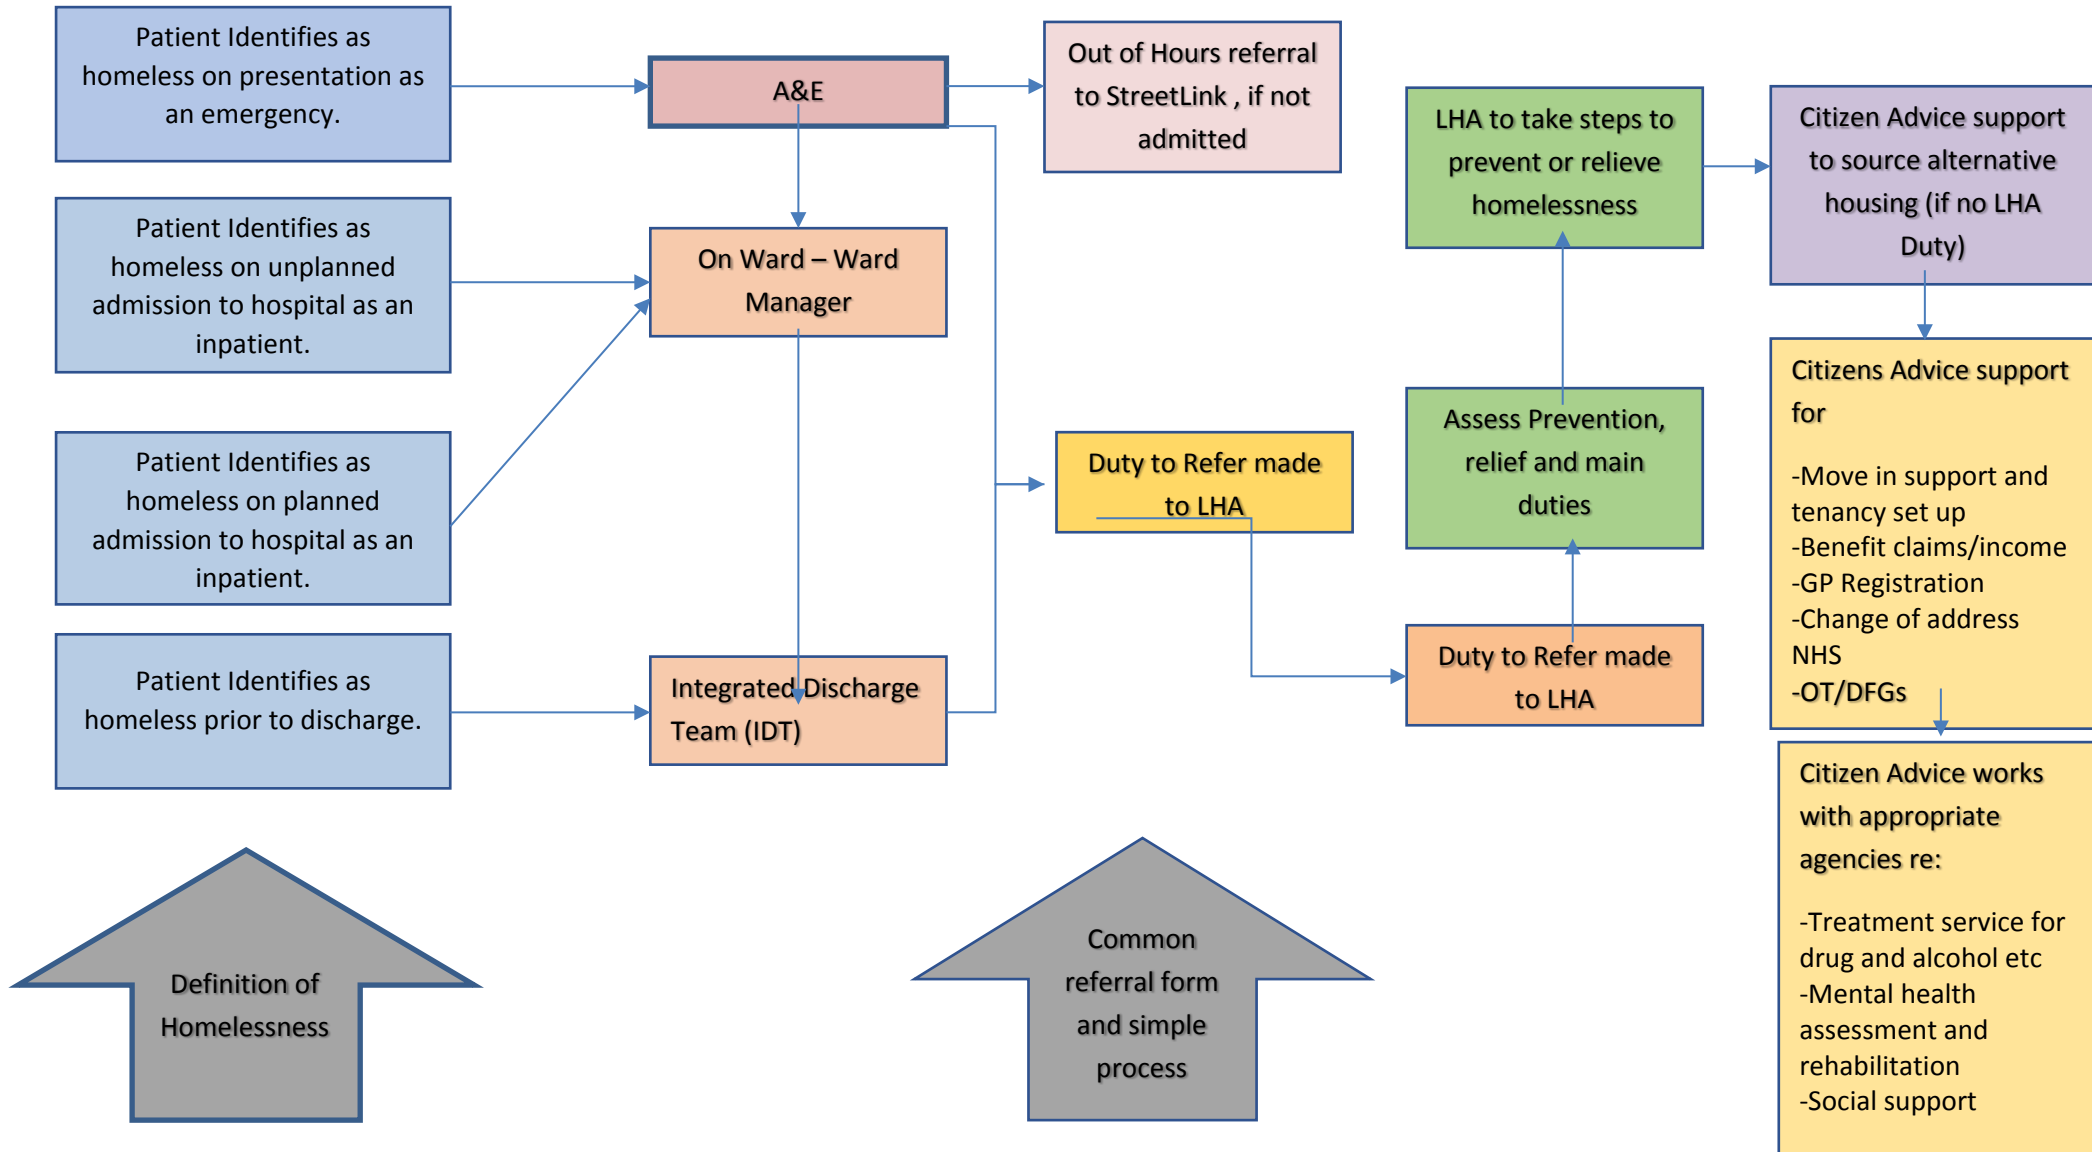 Patient Identifies as
homeless on presentation as
an emergency.
Patient Identifies as
homeless on unplanned
admission to hospital as an
inpatient.
Patient Identifies as
homeless on planned
admission to hospital as an
inpatient.
Patient Identifies as
homeless prior to discharge.
Definition of
Homelessness
A&E
On Ward – Ward
Manager
Integrated Discharge
Team (IDT)
Out of Hours referral
to StreetLink , if not
admitted
Duty to Refer made
to LHA
Common
referral form
and simple
process
LHA to take steps to
prevent or relieve
homelessness
Assess Prevention,
relief and main
duties
Duty to Refer made
to LHA
Citizen Advice support
to source alternative
housing (if no LHA
Duty)
Citizens Advice support
for
-Move in support and
tenancy set up
-Benefit claims/income
-GP Registration
-Change of address
NHS
-OT/DFGs
Citizen Advice works
with appropriate
agencies re:
-Treatment service for
drug and alcohol etc
-Mental health
assessment and
rehabilitation
-Social support